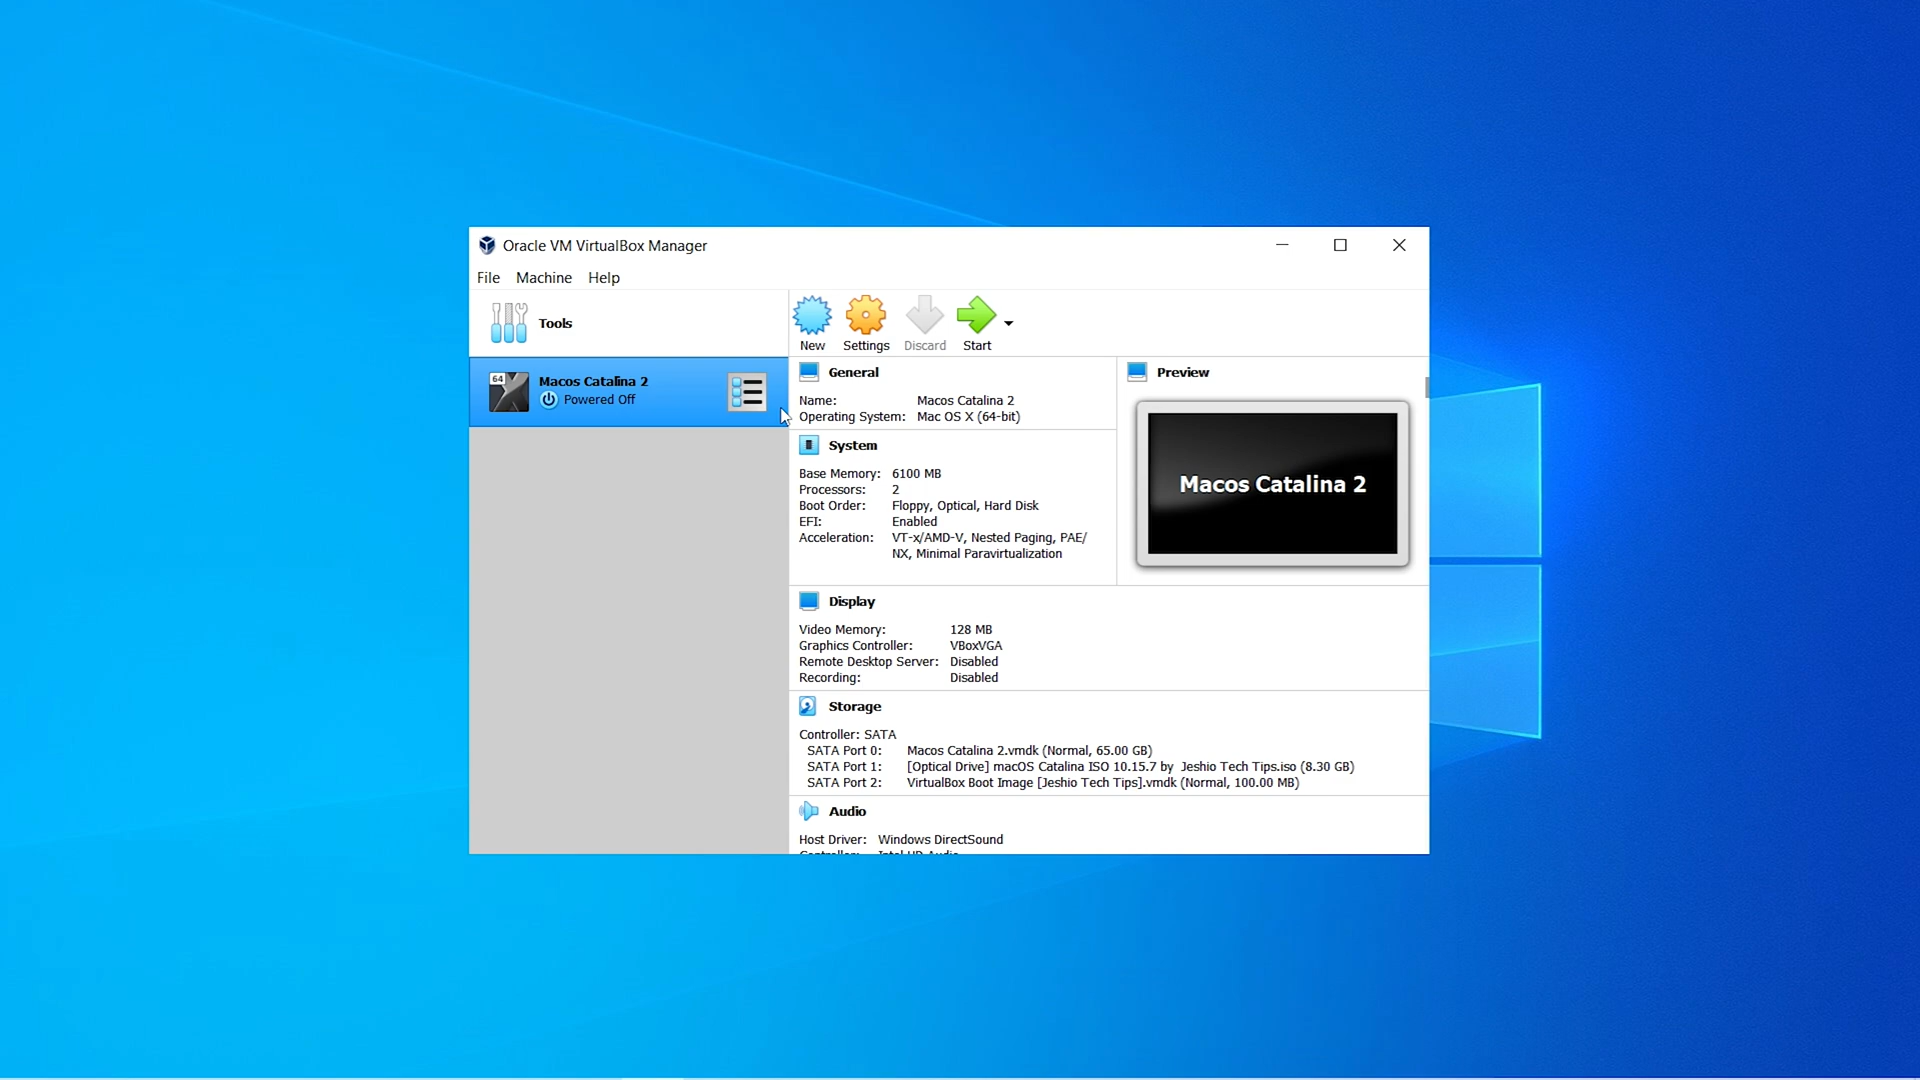 Oracle VM VirtualBox Manager
File Machine Help
Tools
New Settings Discard Start
64
Macos Catalina 2
Powered Off
General
Name: Macos Catalina 2
Operating System: Mac OS X (64-bit)
Preview
Macos Catalina 2
System
Base Memory: 6100 MB
Processors: 2
Boot Order: Floppy, Optical, Hard Disk
EFI: Enabled
Acceleration: VT-x/AMD-V, Nested Paging, PAE/
NX, Minimal Paravirtualization
Display
Video Memory: 128 MB
Graphics Controller: VBoxVGA
Remote Desktop Server: Disabled
Recording: Disabled
Storage
Controller: SATA
SATA Port 0: Macos Catalina 2.vmdk (Normal, 65.00 GB)
SATA Port 1: [Optical Drive] macOS Catalina ISO 10.15.7 by Jeshio Tech Tips.iso (8.30 GB)
SATA Port 2: VirtualBox Boot Image [Jeshio Tech Tips].vmdk (Normal, 100.00 MB)
Audio
Host Driver: Windows DirectSound